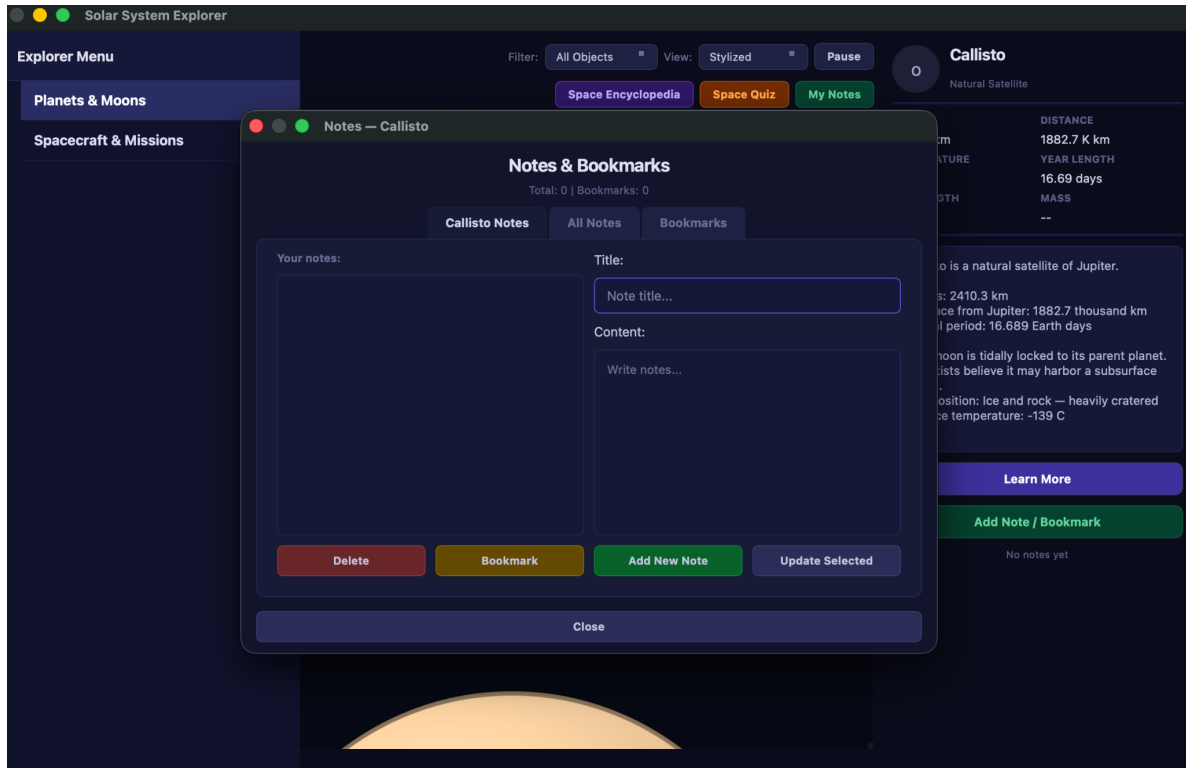 Solar System Explorer
Explorer Menu
Planets & Moons
Spacecraft & Missions
Filter: All Objects View: Stylized Pause
Space Encyclopedia Space Quiz My Notes
O
Callisto
Natural Satellite
DISTANCE
1882.7 K km
YEAR LENGTH
16.69 days
MASS
--
Notes — Callisto
Notes & Bookmarks
Total: 0 | Bookmarks: 0
Callisto Notes All Notes Bookmarks
Your notes:
Title:
Note title...
Content:
Write notes...
Delete Bookmark Add New Note Update Selected
Close
is a natural satellite of Jupiter.
2410.3 km
from Jupiter: 1882.7 thousand km
period: 16.689 Earth days
moon is tidally locked to its parent planet.
believe it may harbor a subsurface
Ice and rock — heavily cratered
temperature: -139 C
Learn More
Add Note / Bookmark
No notes yet